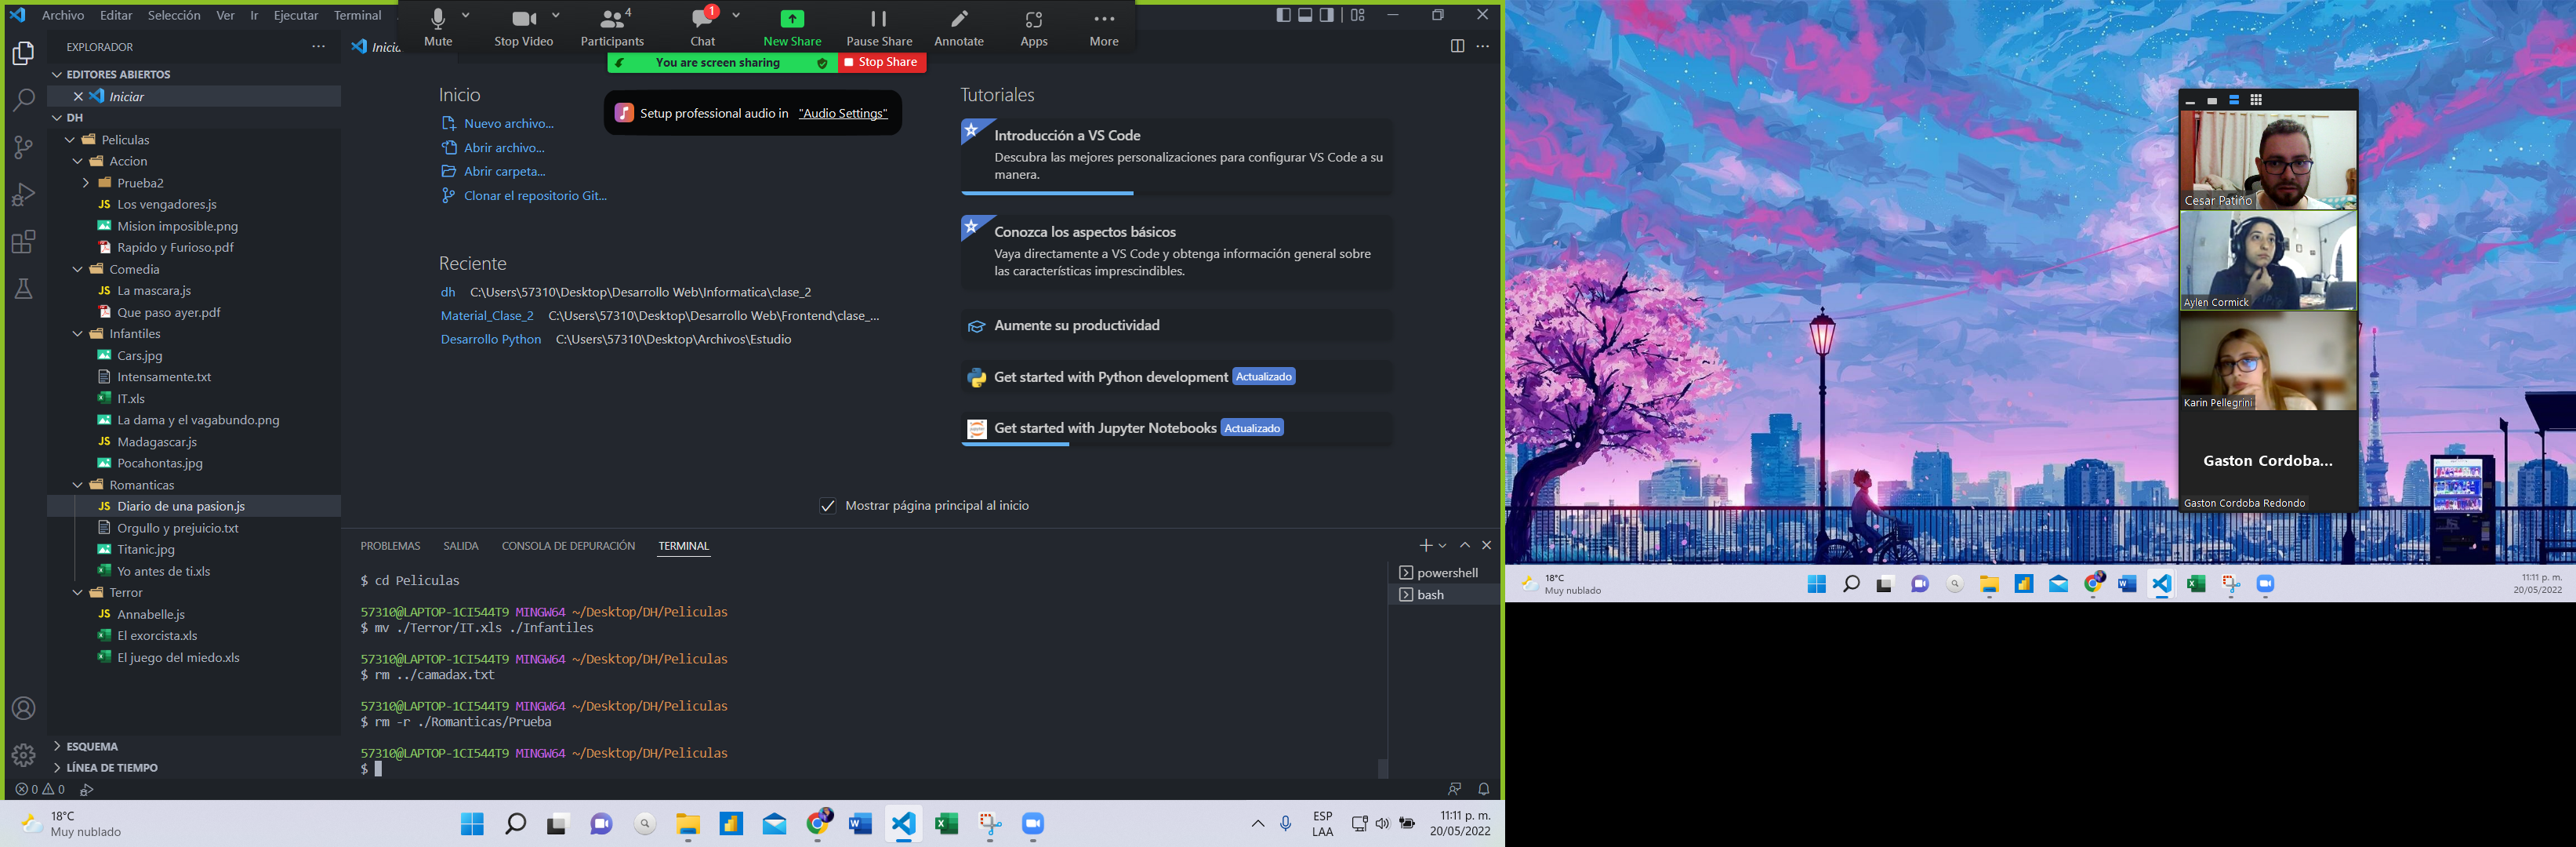 Archivo Editar Selección Ver Ir Ejecutar Terminal
Mute Stop Video Participants 4 Chat 1 New Share Pause Share Annotate Apps More
You are screen sharing Stop Share
Setup professional audio in "Audio Settings"
EXPLORADOR
EDITORES ABIERTOS
Iniciar
DH
Peliculas
Accion
Prueba2
Los vengadores.js
Mision imposible.png
Rapido y Furioso.pdf
Comedia
La mascara.js
Que paso ayer.pdf
Infantiles
Cars.jpg
Intensamente.txt
IT.xls
La dama y el vagabundo.png
Madagascar.js
Pocahontas.jpg
Romanticas
Diario de una pasion.js
Orgullo y prejuicio.txt
Titanic.jpg
Yo antes de ti.xls
Terror
Annabelle.js
El exorcista.xls
El juego del miedo.xls
ESQUEMA
LÍNEA DE TIEMPO
0 0
Inicio
Nuevo archivo...
Abrir archivo...
Abrir carpeta...
Clonar el repositorio Git...
Reciente
dh C:\Users\57310\Desktop\Desarrollo Web\Informatica\clase_2
Material_Clase_2 C:\Users\57310\Desktop\Desarrollo Web\Frontend\clase_...
Desarrollo Python C:\Users\57310\Desktop\Archivos\Estudio
Tutoriales
Introducción a VS Code
Descubra las mejores personalizaciones para configurar VS Code a su
manera.
Conozca los aspectos básicos
Vaya directamente a VS Code y obtenga información general sobre
las características imprescindibles.
Aumente su productividad
Get started with Python development Actualizado
Get started with Jupyter Notebooks Actualizado
Mostrar página principal al inicio
PROBLEMAS SALIDA CONSOLA DE DEPURACIÓN TERMINAL
$ cd Peliculas
57310@LAPTOP-1CI544T9 MINGW64 ~/Desktop/DH/Peliculas
$ mv ./Terror/IT.xls ./Infantiles
57310@LAPTOP-1CI544T9 MINGW64 ~/Desktop/DH/Peliculas
$ rm ../camadax.txt
57310@LAPTOP-1CI544T9 MINGW64 ~/Desktop/DH/Peliculas
$ rm -r ./Romanticas/Prueba
57310@LAPTOP-1CI544T9 MINGW64 ~/Desktop/DH/Peliculas
$
powershell
bash
18°C
Muy nublado
ESP
LAA
11:11 p. m.
20/05/2022
Cesar Patiño
Aylen Cormick
Karin Pellegrini
Gaston Cordoba...
Gaston Cordoba Redondo
18°C
Muy nublado
11:11 p. m.
20/05/2022